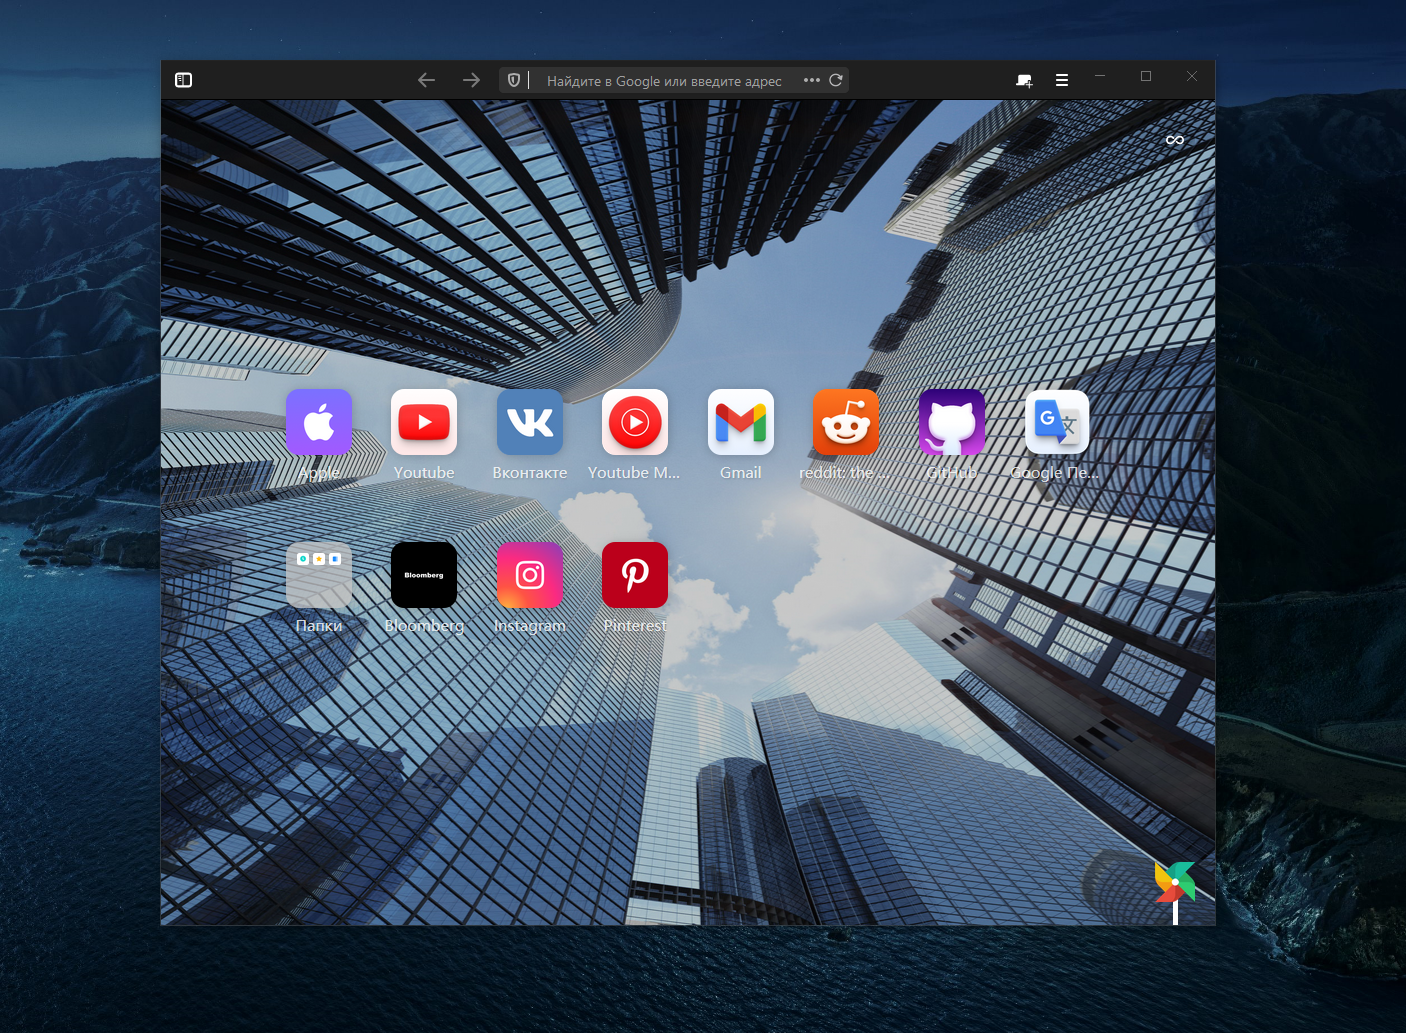 Найдите в Google или введите адрес
Apple
Youtube
Вконтакте
Youtube M...
Gmail
reddit: the ...
GitHub
Google Пе...
Папки
Bloomberg
Bloomberg
Instagram
Pinterest